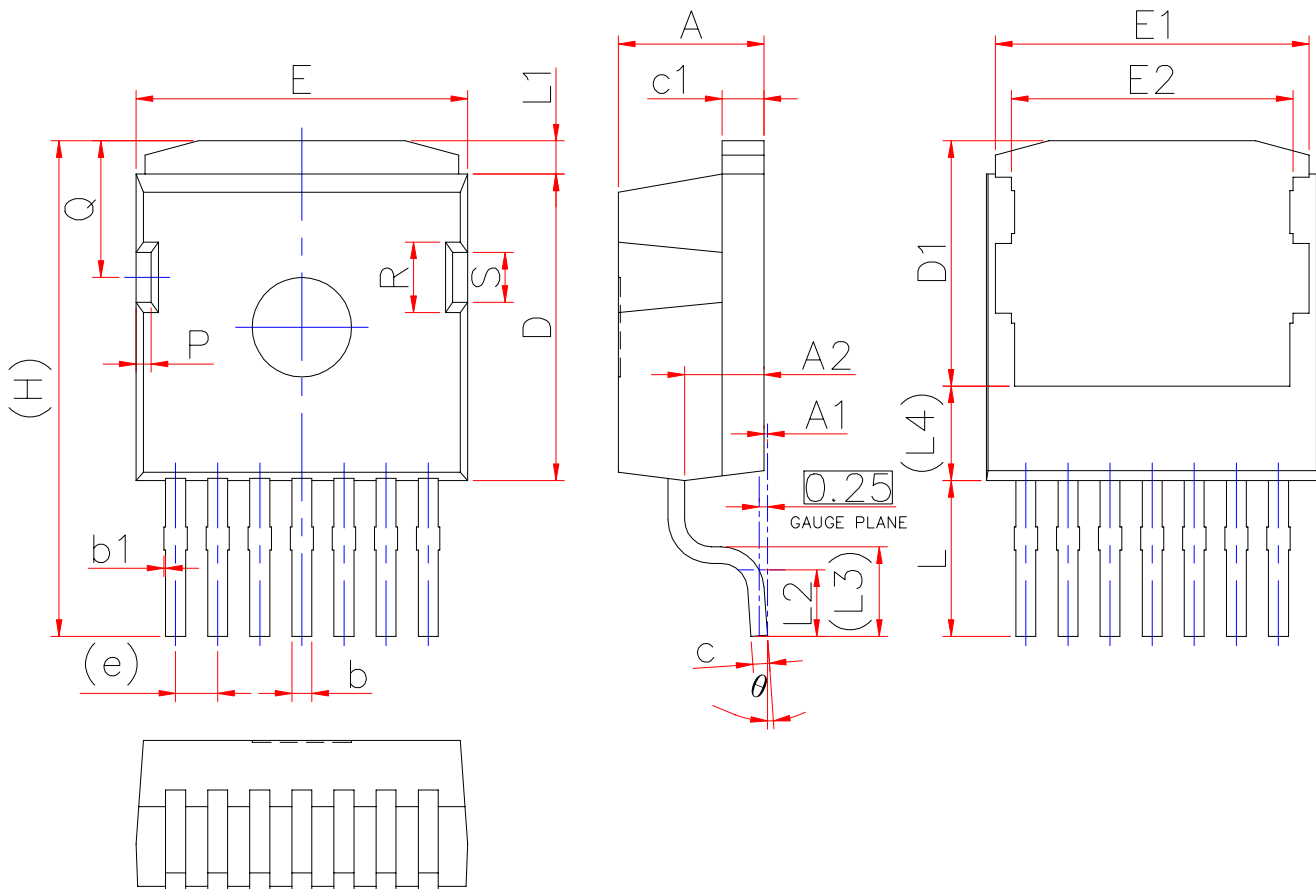 A
E1
E
c1
E2
L1
Q
R
S
D1
P
D
(H)
A2
A1
(L4)
0.25
GAUGE PLANE
b1
L2
(L3)
L
(e)
b
c
θ